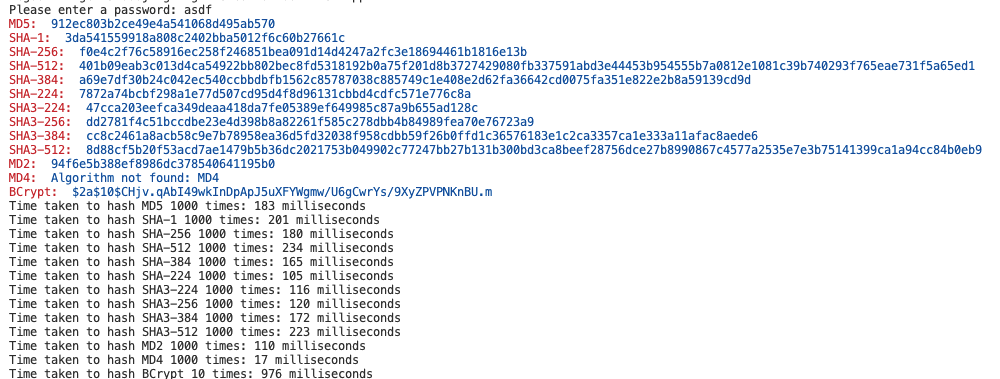 Please enter a password: asdf
MD5: 912ec803b2ce49e4a541068d495ab570
SHA-1: 3da541559918a808c2402bba5012f6c60b27661c
SHA-256: f0e4c2f76c58916ec258f246851bea091d14d4247a2fc3e18694461b1816e13b
SHA-512: 401b09eab3c013d4ca54922bb802bec8fd5318192b0a75f201d8b3727429080fb337591abd3e44453b954555b7a0812e1081c39b740293f765eae731f5a65ed1
SHA-384: a69e7df30b24c042ec540ccbbdbfb1562c85787038c885749c1e408e2d62fa36642cd0075fa351e822e2b8a59139cd9d
SHA-224: 7872a74bcbf298a1e77d507cd95d4f8d96131cbbd4cdfc571e776c8a
SHA3-224: 47cca203eefca349deaa418da7fe05389ef649985c87a9b655ad128c
SHA3-256: dd2781f4c51bccdbe23e4d398b8a82261f585c278dbb4b84989fea70e76723a9
SHA3-384: cc8c2461a8acb58c9e7b78958ea36d5fd32038f958cdbb59f26b0ffd1c36576183e1c2ca3357ca1e333a11afac8aede6
SHA3-512: 8d88cf5b20f53acd7ae1479b5b36dc2021753b049902c77247bb27b131b300bd3ca8beef28756dce27b8990867c4577a2535e7e3b75141399ca1a94cc84b0eb9
MD2: 94f6e5b388ef8986dc378540641195b0
MD4: Algorithm not found: MD4
BCrypt: $2a$10$CHjv.qAbI49wkInDpApJ5uXFYWgmw/U6gCwrYs/9XyZPVPNKnBU.m
Time taken to hash MD5 1000 times: 183 milliseconds
Time taken to hash SHA-1 1000 times: 201 milliseconds
Time taken to hash SHA-256 1000 times: 180 milliseconds
Time taken to hash SHA-512 1000 times: 234 milliseconds
Time taken to hash SHA-384 1000 times: 165 milliseconds
Time taken to hash SHA-224 1000 times: 105 milliseconds
Time taken to hash SHA3-224 1000 times: 116 milliseconds
Time taken to hash SHA3-256 1000 times: 120 milliseconds
Time taken to hash SHA3-384 1000 times: 172 milliseconds
Time taken to hash SHA3-512 1000 times: 223 milliseconds
Time taken to hash MD2 1000 times: 110 milliseconds
Time taken to hash MD4 1000 times: 17 milliseconds
Time taken to hash BCrypt 10 times: 976 milliseconds